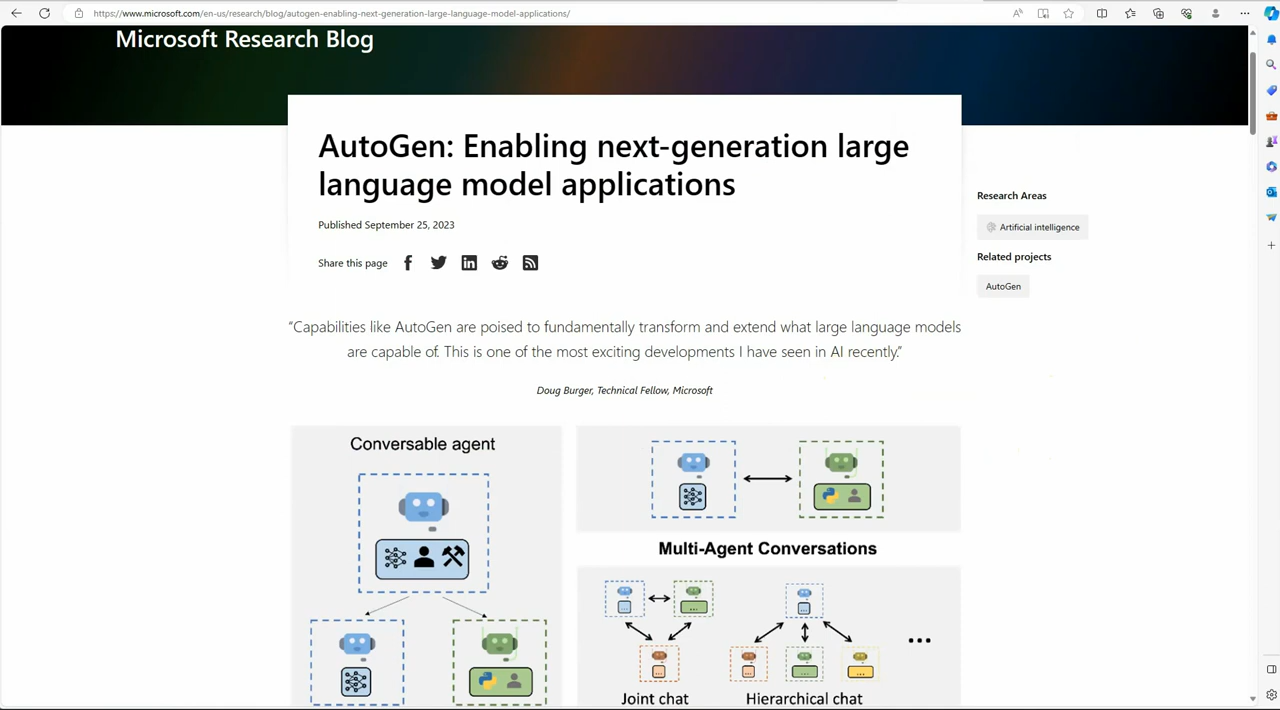 https://www.microsoft.com/en-us/research/blog/autogen-enabling-next-generation-large-language-model-applications/
Microsoft Research Blog
AutoGen: Enabling next-generation large
language model applications
Published September 25, 2023
Share this page
Research Areas
Artificial intelligence
Related projects
AutoGen
“Capabilities like AutoGen are poised to fundamentally transform and extend what large language models
are capable of. This is one of the most exciting developments I have seen in AI recently.”
Doug Burger, Technical Fellow, Microsoft
Conversable agent
Multi-Agent Conversations
Joint chat
Hierarchical chat